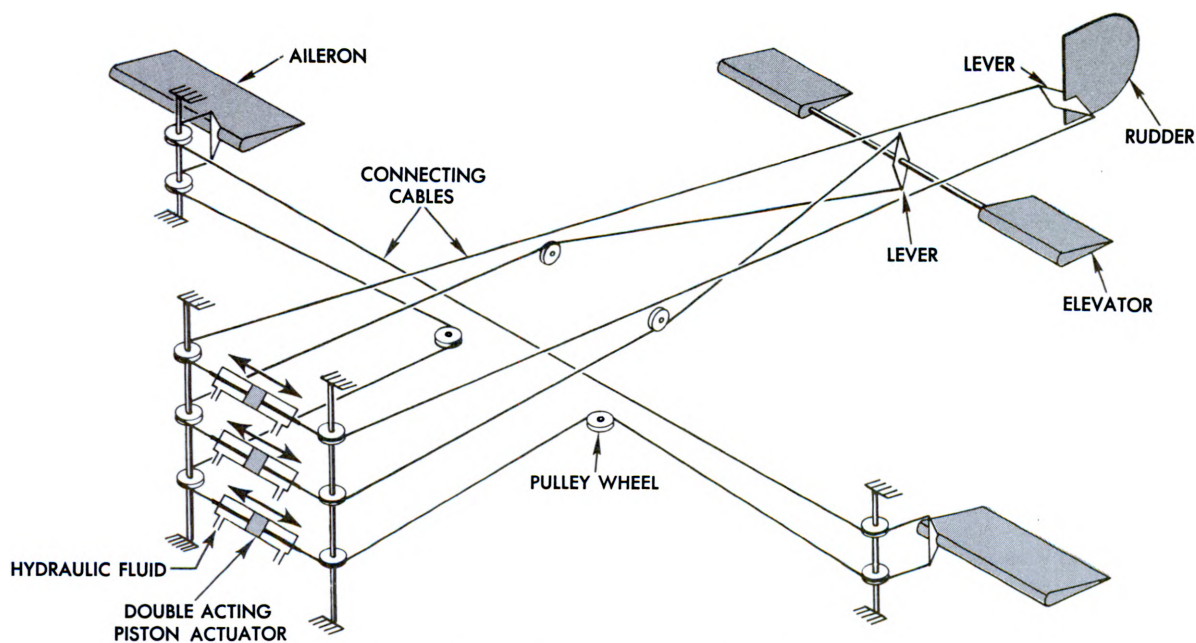 AILERON
LEVER
RUDDER
CONNECTING
CABLES
LEVER
ELEVATOR
PULLEY WHEEL
HYDRAULIC FLUID
DOUBLE ACTING
PISTON ACTUATOR